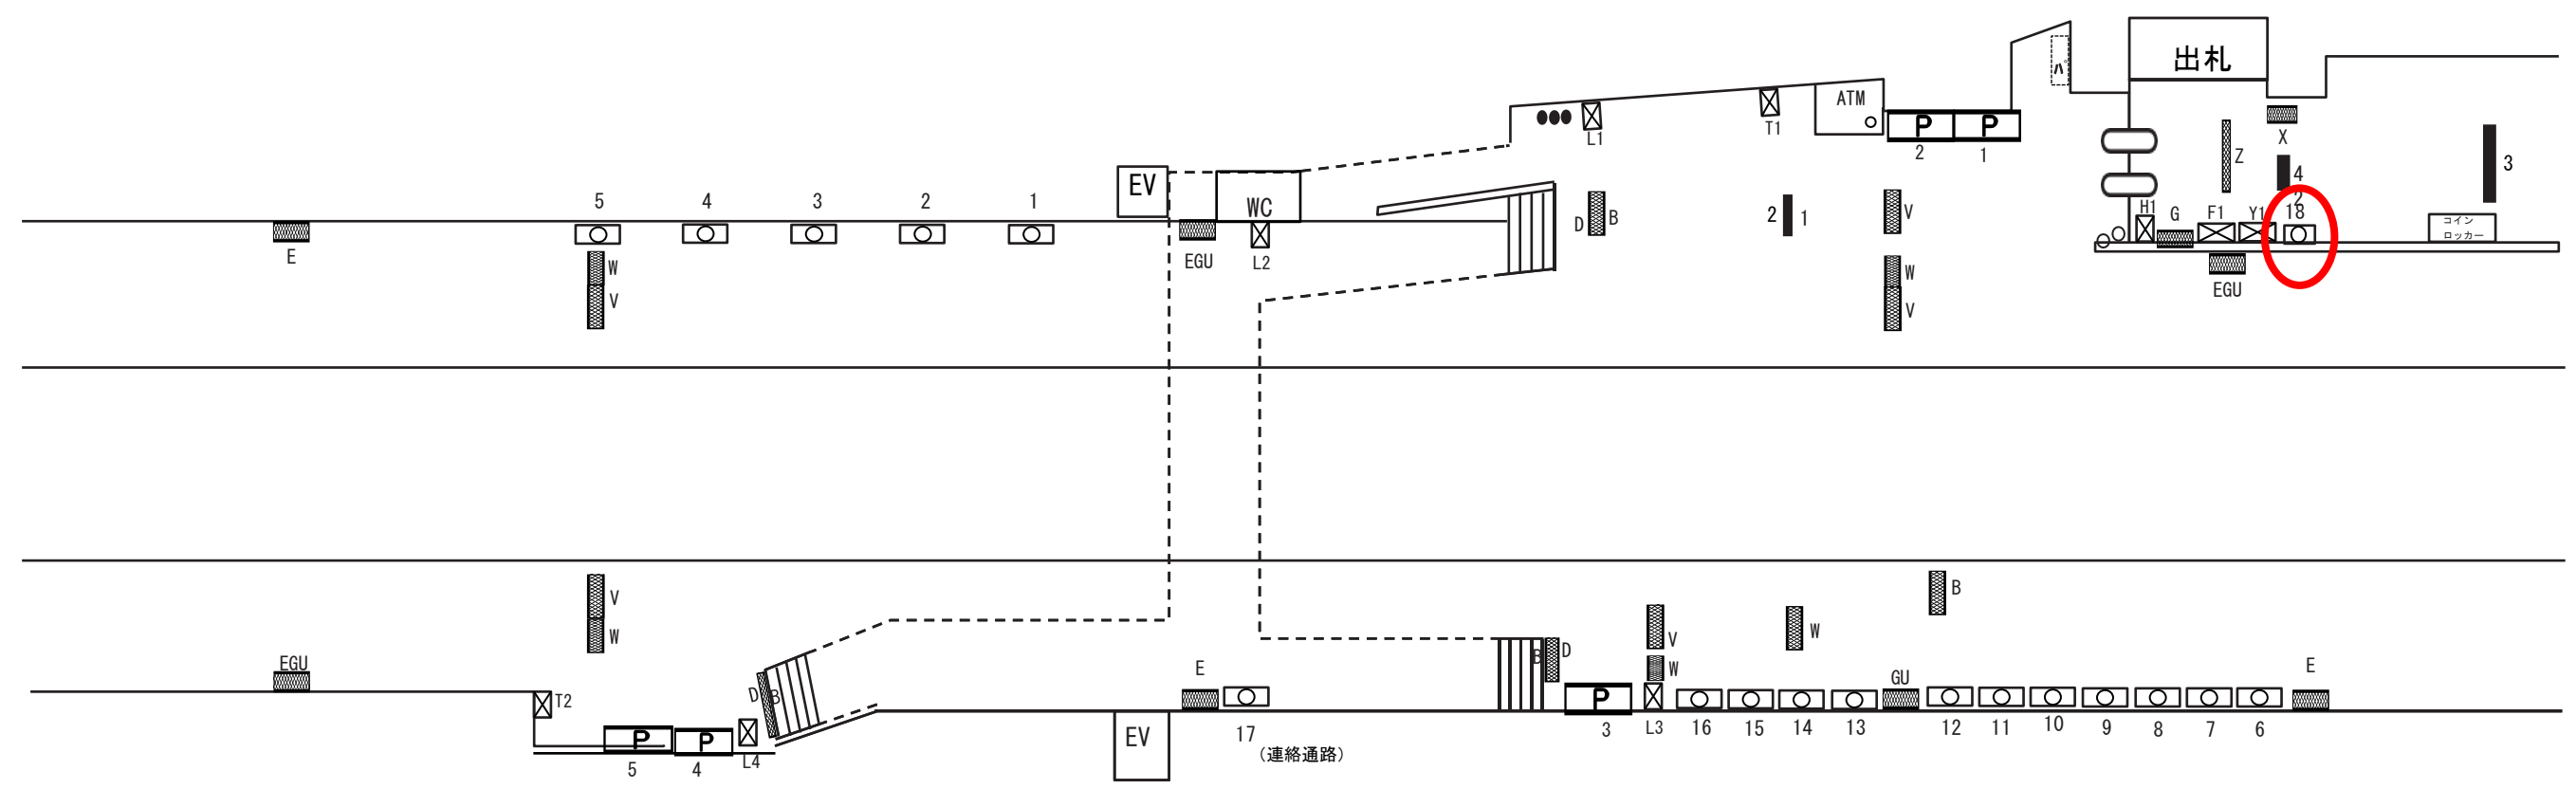 出札
パ
ATM
P P
2 1
L1
T1
X
Z
4
2
3
H1 G F1 Y1 18
コイン
ロッカー
EGU
EV
WC
5 4 3 2 1
E
W
V
EGU
L2
D B
2 1
V
W
V
V
W
EGU
T2
P P
5 4
L4
D B
E
EV
17
(連絡通路)
B D
P
3
V
W
L3
W
B
GU
E
16 15 14 13 12 11 10 9 8 7 6